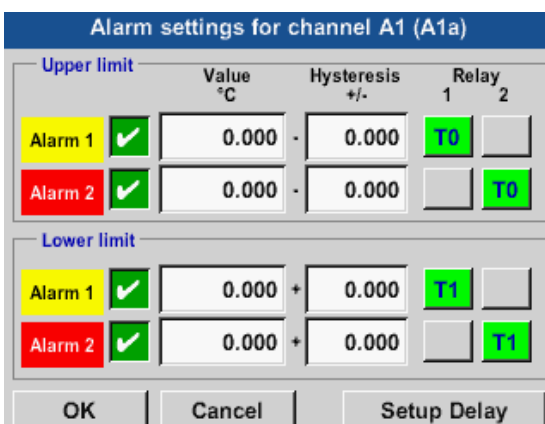 Alarm settings for channel A1 (A1a)
Upper limit Value Hysteresis Relay
°C +/- 1 2
Alarm 1 0.000 - 0.000 T0
Alarm 2 0.000 - 0.000 T0
Lower limit
Alarm 1 0.000 + 0.000 T1
Alarm 2 0.000 + 0.000 T1
OK Cancel Setup Delay